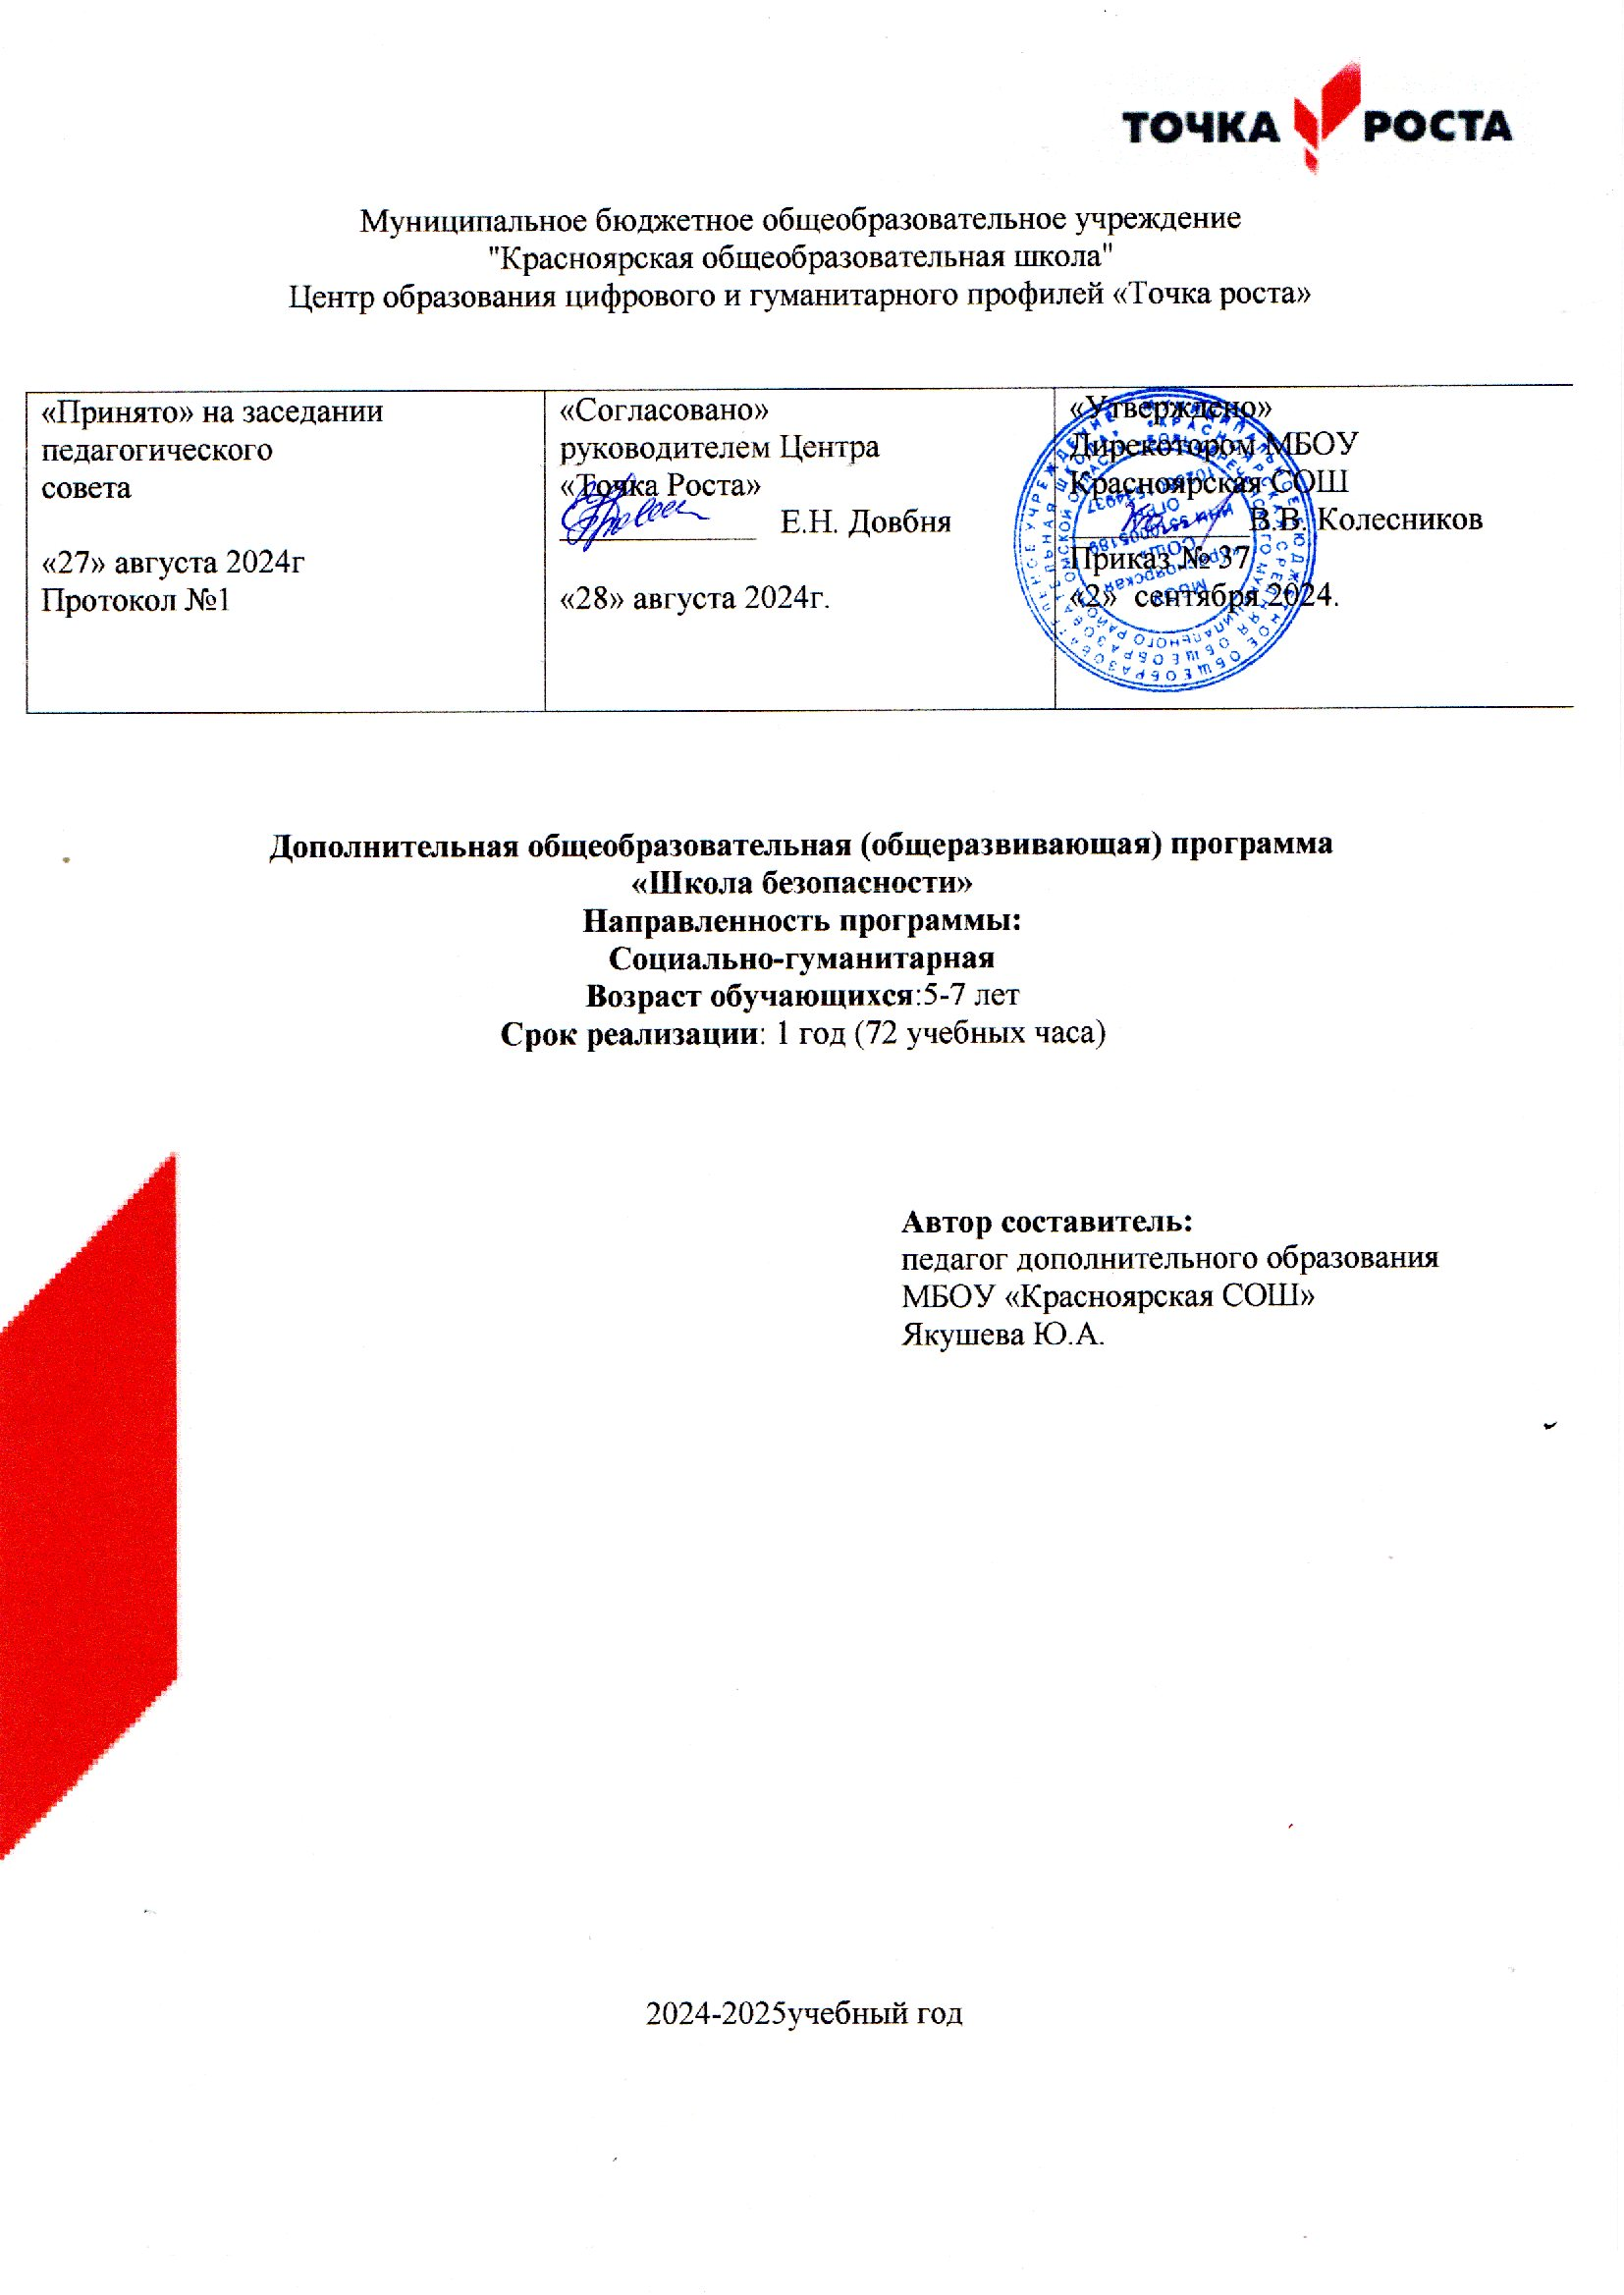 ТОЧКА РОСТА
Муниципальное бюджетное общеобразовательное учреждение
"Красноярская общеобразовательная школа"
Центр образования цифрового и гуманитарного профилей «Точка роста»
«Принято» на заседании
педагогического
совета
«27» августа 2024г
Протокол №1
«Согласовано»
руководителем Центра
«Точка Роста»
Е.Н. Довбня
«28» августа 2024г.
«Утверждено»
Дирекотором МБОУ
Красноярская СОШ
В.В. Колесников
Приказ № 37
«2» сентября 2024.
Дополнительная общеобразовательная (общеразвивающая) программа
«Школа безопасности»
Направленность программы:
Социально-гуманитарная
Возраст обучающихся:5-7 лет
Срок реализации: 1 год (72 учебных часа)
Автор составитель:
педагог дополнительного образования
МБОУ «Красноярская СОШ»
Якушева Ю.А.
2024-2025учебный год